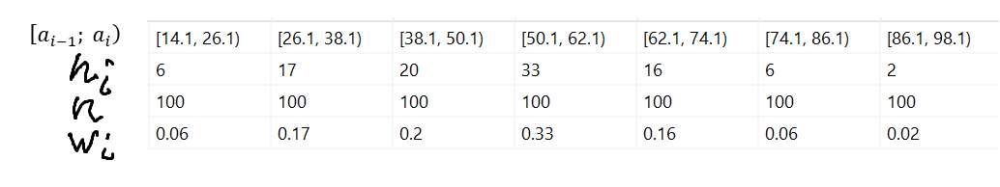 [a_{i−1}; a_i) [14.1, 26.1) [26.1, 38.1) [38.1, 50.1) [50.1, 62.1) [62.1, 74.1) [74.1, 86.1) [86.1, 98.1)
n_i 6 17 20 33 16 6 2
n 100 100 100 100 100 100 100
w_i 0.06 0.17 0.2 0.33 0.16 0.06 0.02